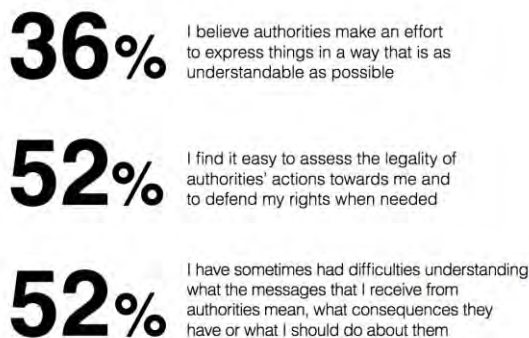 36%
I believe authorities make an effort
to express things in a way that is as
understandable as possible
52%
I find it easy to assess the legality of
authorities' actions towards me and
to defend my rights when needed
52%
I have sometimes had difficulties understanding
what the messages that I receive from
authorities mean, what consequences they
have or what I should do about them